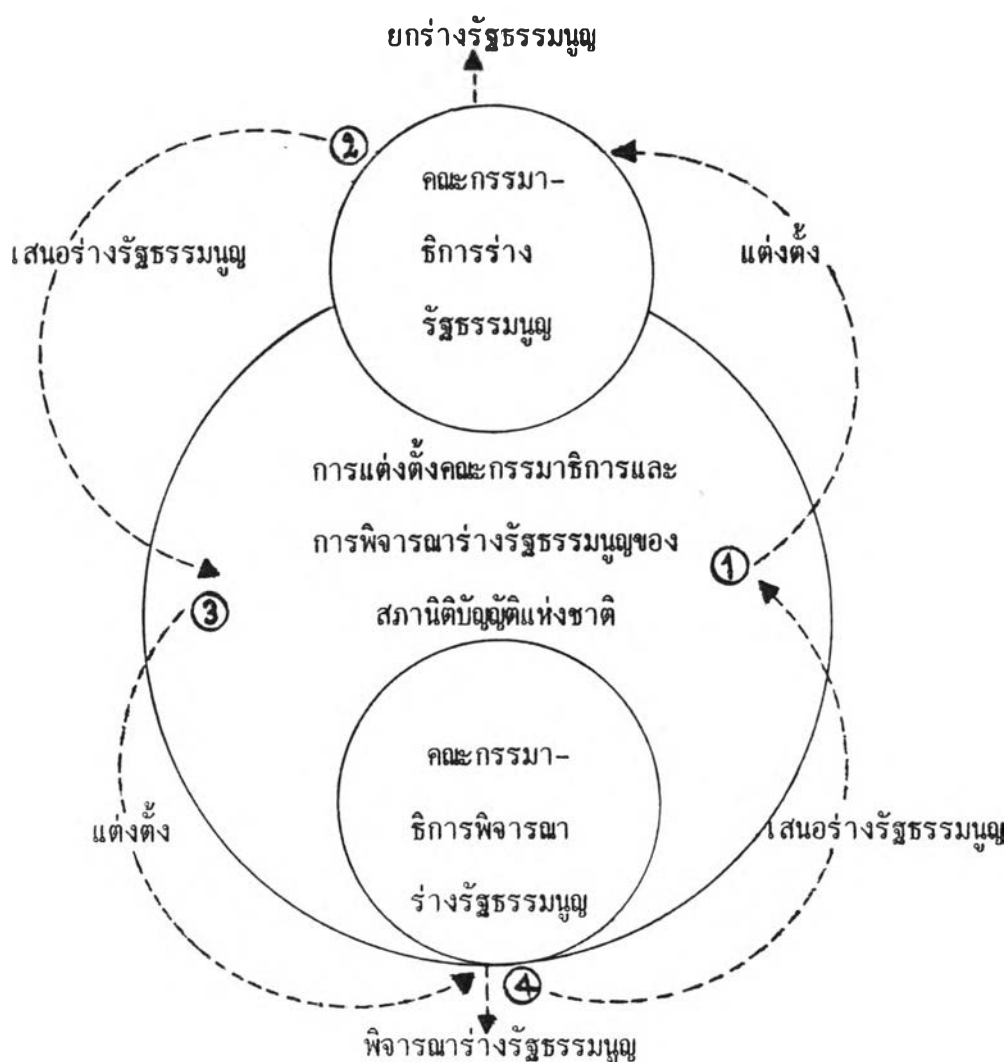 ยกร่างรัฐธรรมนูญ
②
คณะกรรมา-
ธิการร่าง
รัฐธรรมนูญ
เสนอร่างรัฐธรรมนูญ
แต่งตั้ง
การแต่งตั้งคณะกรรมาธิการและ
การพิจารณาร่างรัฐธรรมนูญของ
สภานิติบัญญัติแห่งชาติ
①
③
คณะกรรมา-
ธิการพิจารณา
ร่างรัฐธรรมนูญ
แต่งตั้ง
เสนอร่างรัฐธรรมนูญ
④
พิจารณาร่างรัฐธรรมนูญ